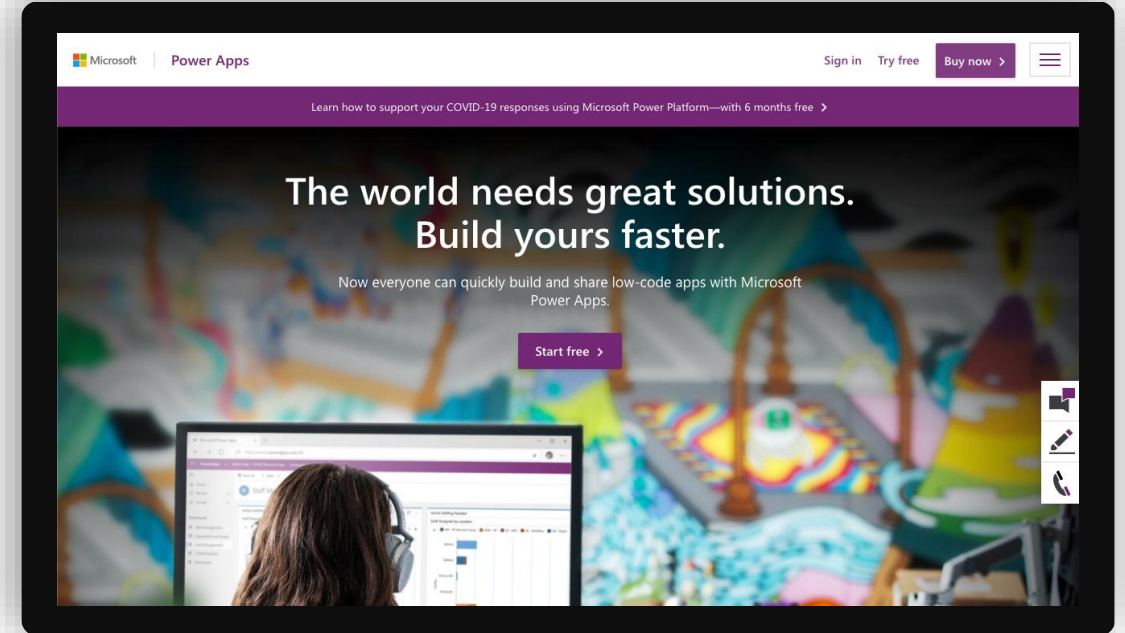 Microsoft
Power Apps
Sign in
Try free
Buy now
Learn how to support your COVID-19 responses using Microsoft Power Platform—with 6 months free
The world needs great solutions.
Build yours faster.
Now everyone can quickly build and share low-code apps with Microsoft
Power Apps.
Start free